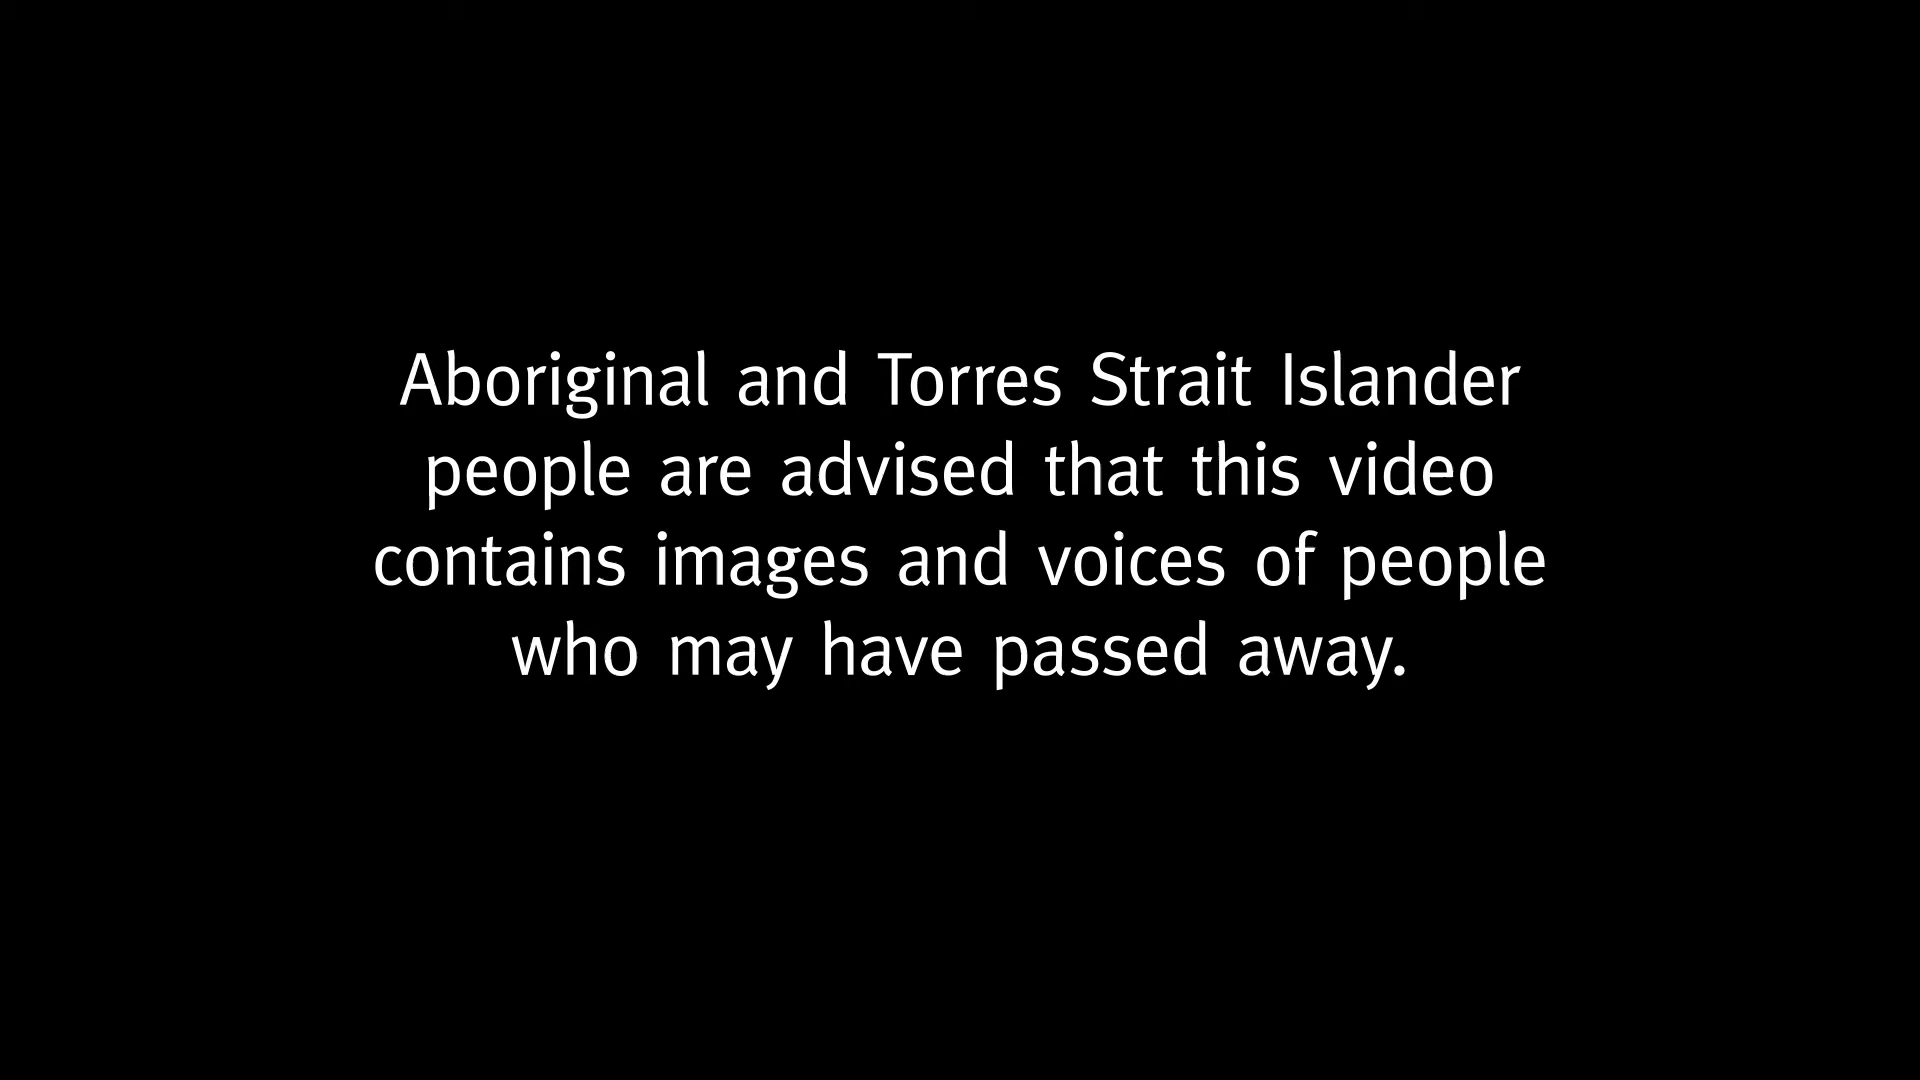 Aboriginal and Torres Strait Islander
people are advised that this video
contains images and voices of people
who may have passed away.